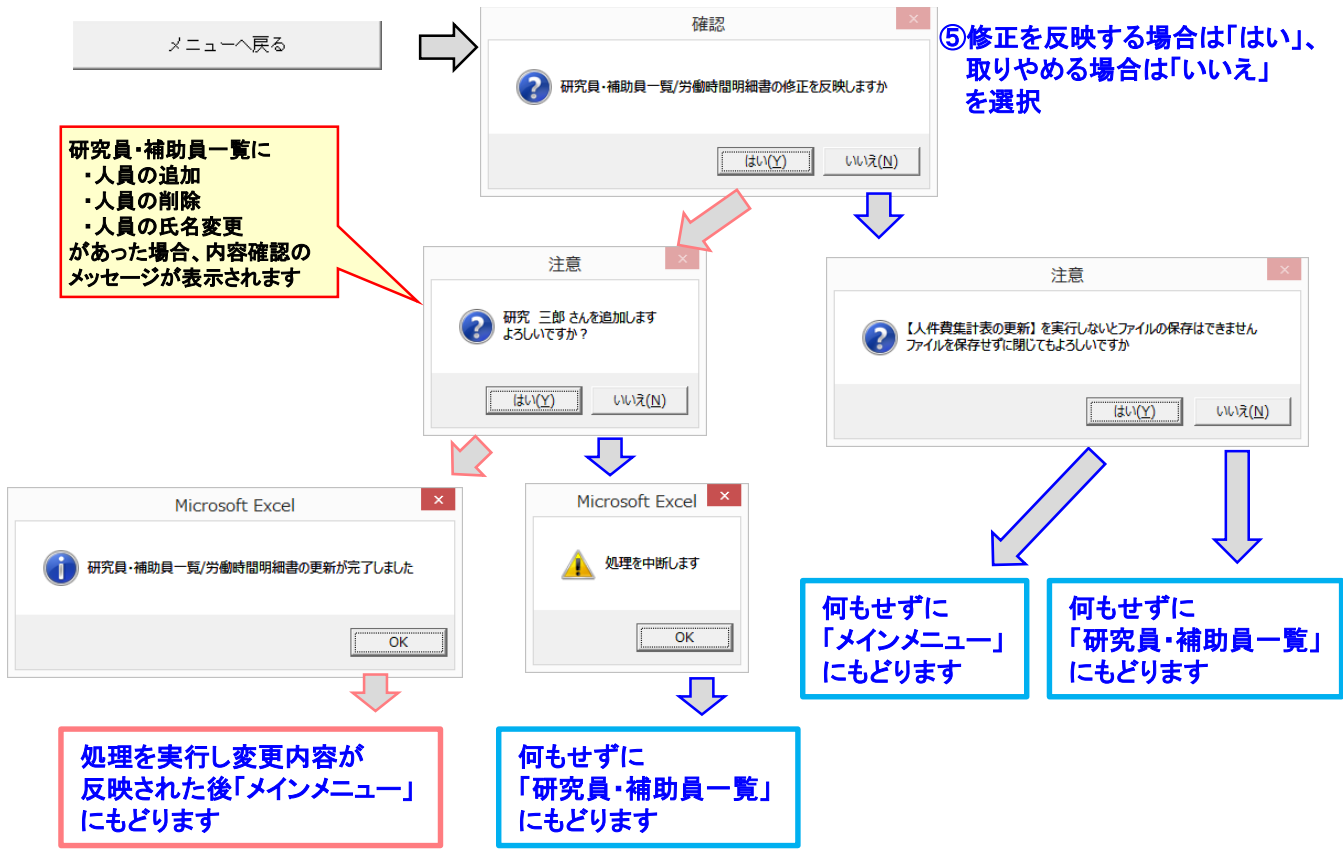 メニューへ戻る
確認
研究員・補助員一覧/労働時間明細書の修正を反映しますか
はい(Y)
いいえ(N)
⑤修正を反映する場合は「はい」、
取りやめる場合は「いいえ」
を選択
研究員・補助員一覧に
・人員の追加
・人員の削除
・人員の氏名変更
があった場合、内容確認の
メッセージが表示されます
注意
研究　三郎 さんを追加します
よろしいですか？
はい(Y)
いいえ(N)
注意
【人件費集計表の更新】 を実行しないとファイルの保存はできません
ファイルを保存せずに閉じてもよろしいですか
はい(Y)
いいえ(N)
Microsoft Excel
研究員・補助員一覧/労働時間明細書の更新が完了しました
OK
Microsoft Excel
処理を中断します
OK
何もせずに
「メインメニュー」
にもどります
何もせずに
「研究員・補助員一覧」
にもどります
処理を実行し変更内容が
反映された後「メインメニュー」
にもどります
何もせずに
「研究員・補助員一覧」
にもどります